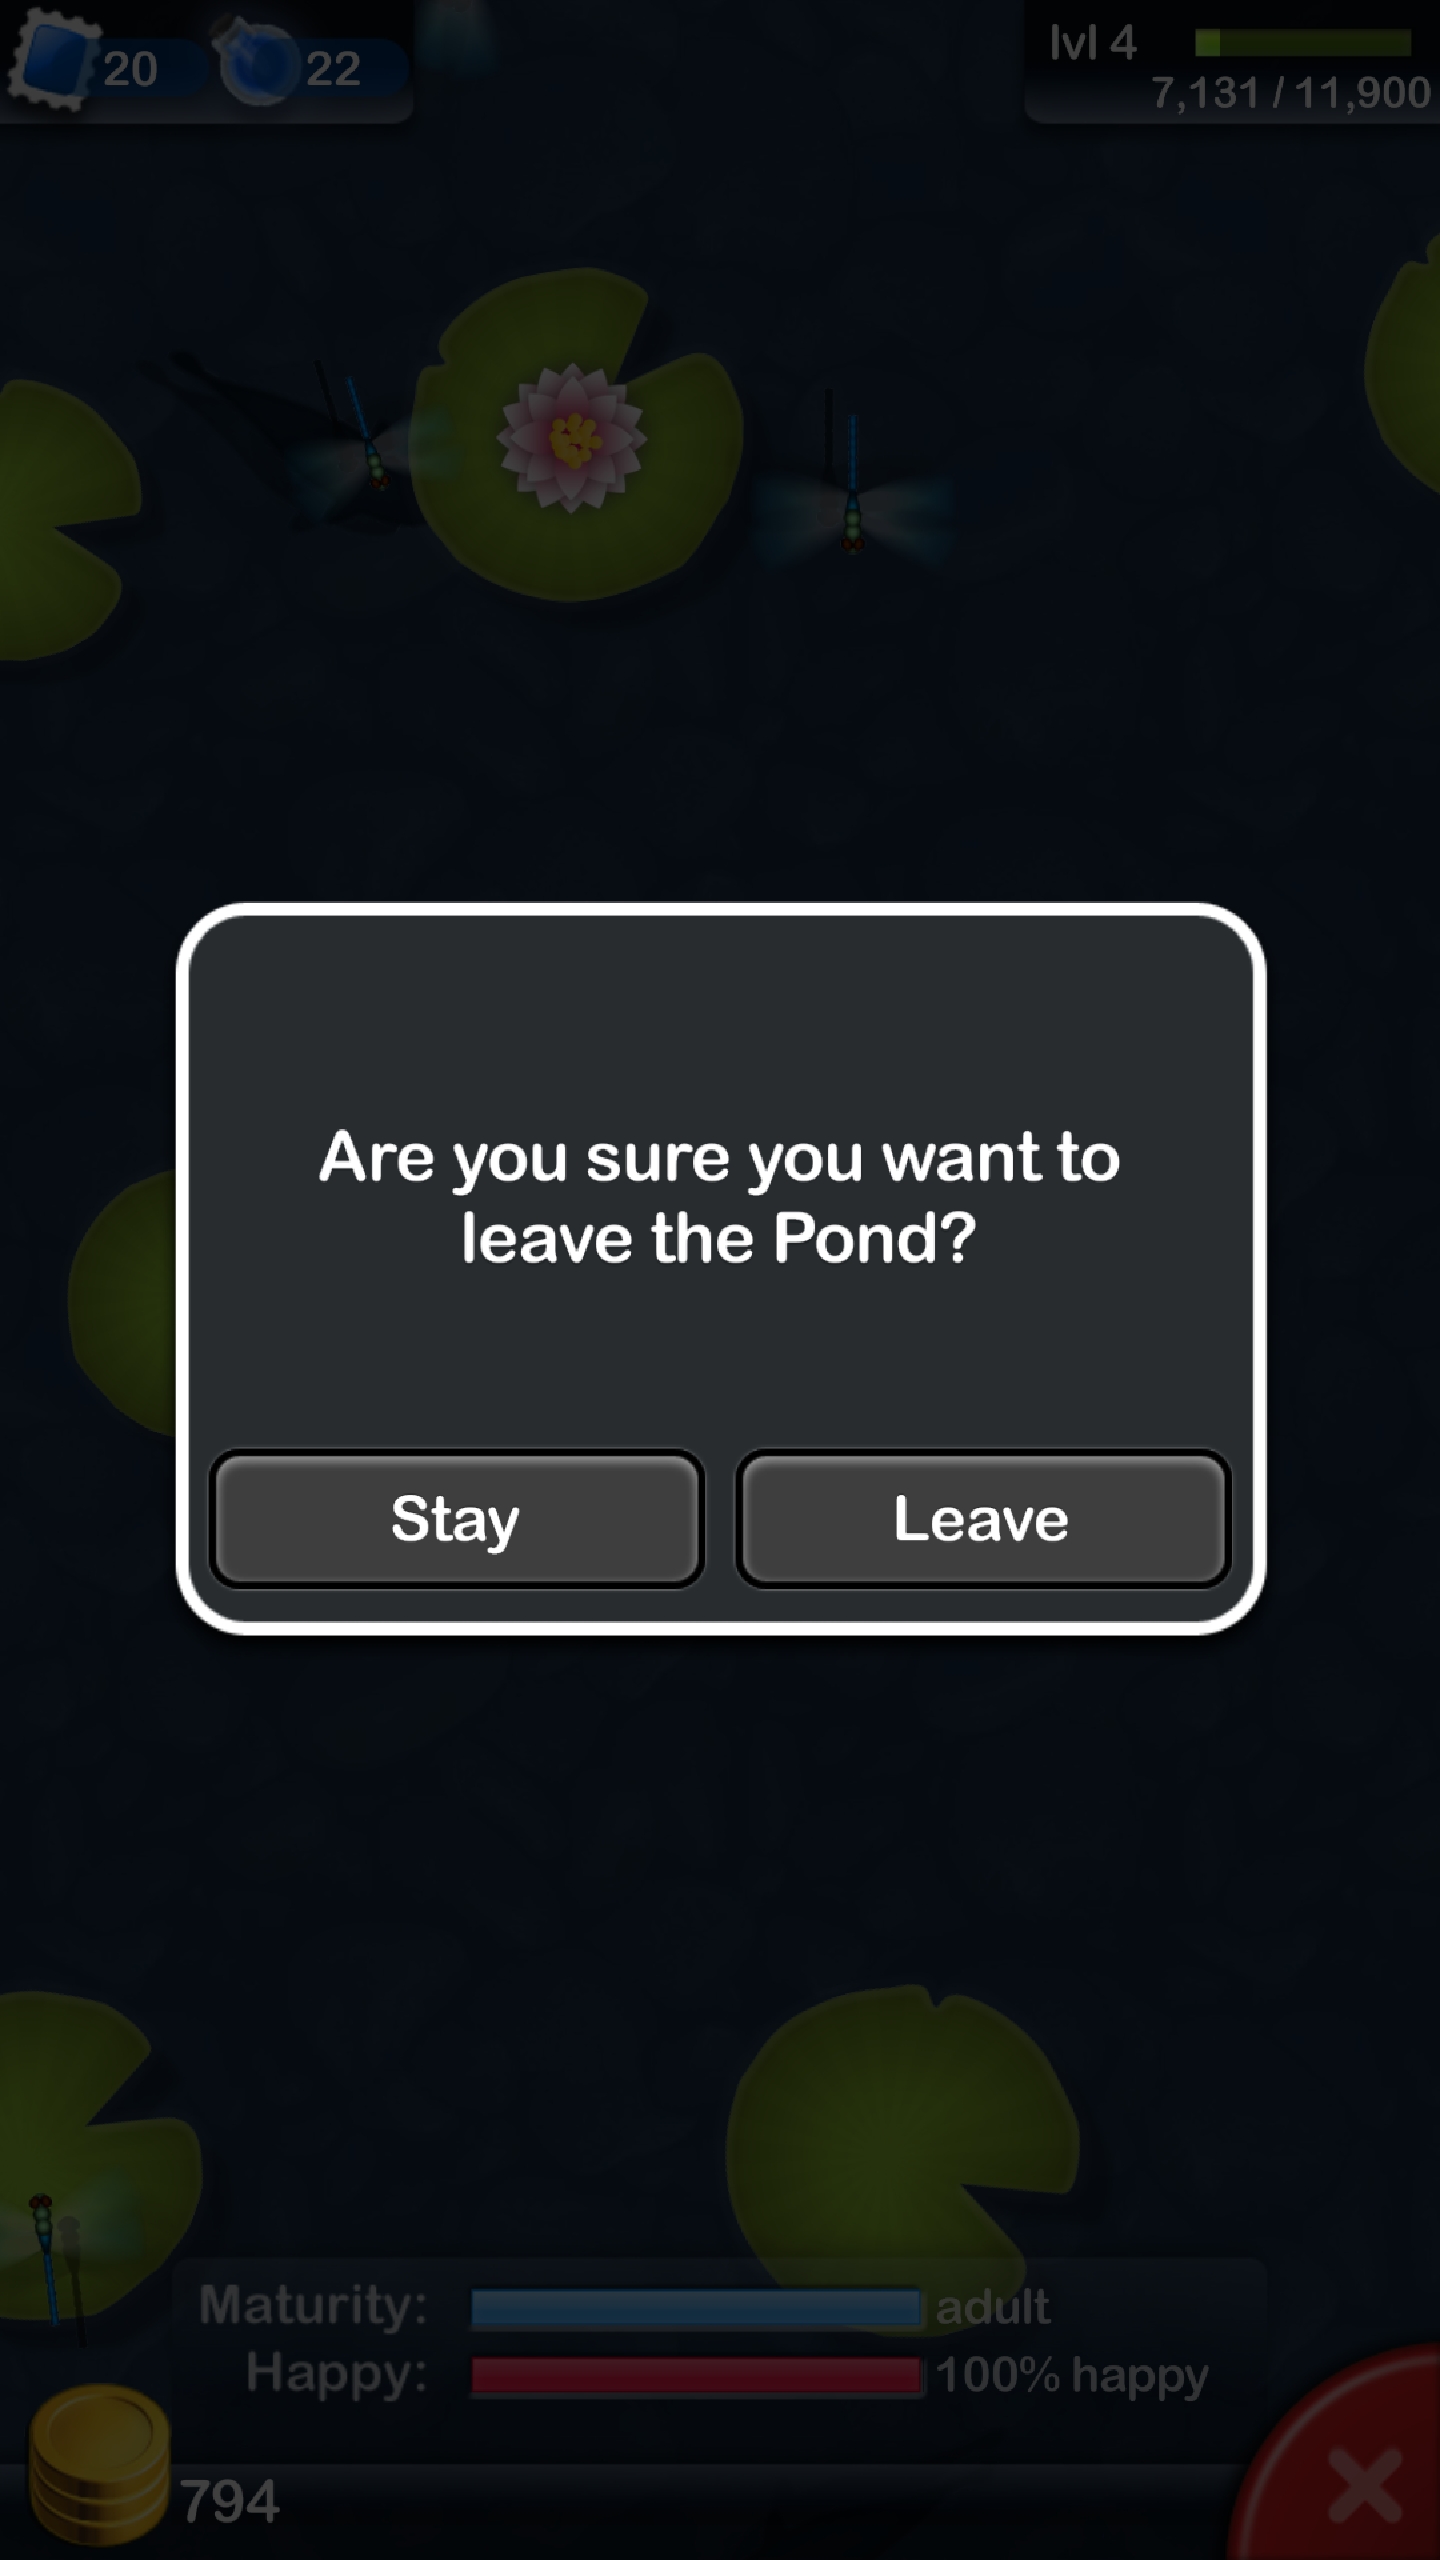 20
22
lvl 4
7,131 / 11,900
Are you sure you want to
leave the Pond?
Stay
Leave
Maturity:
adult
Happy:
100% happy
794